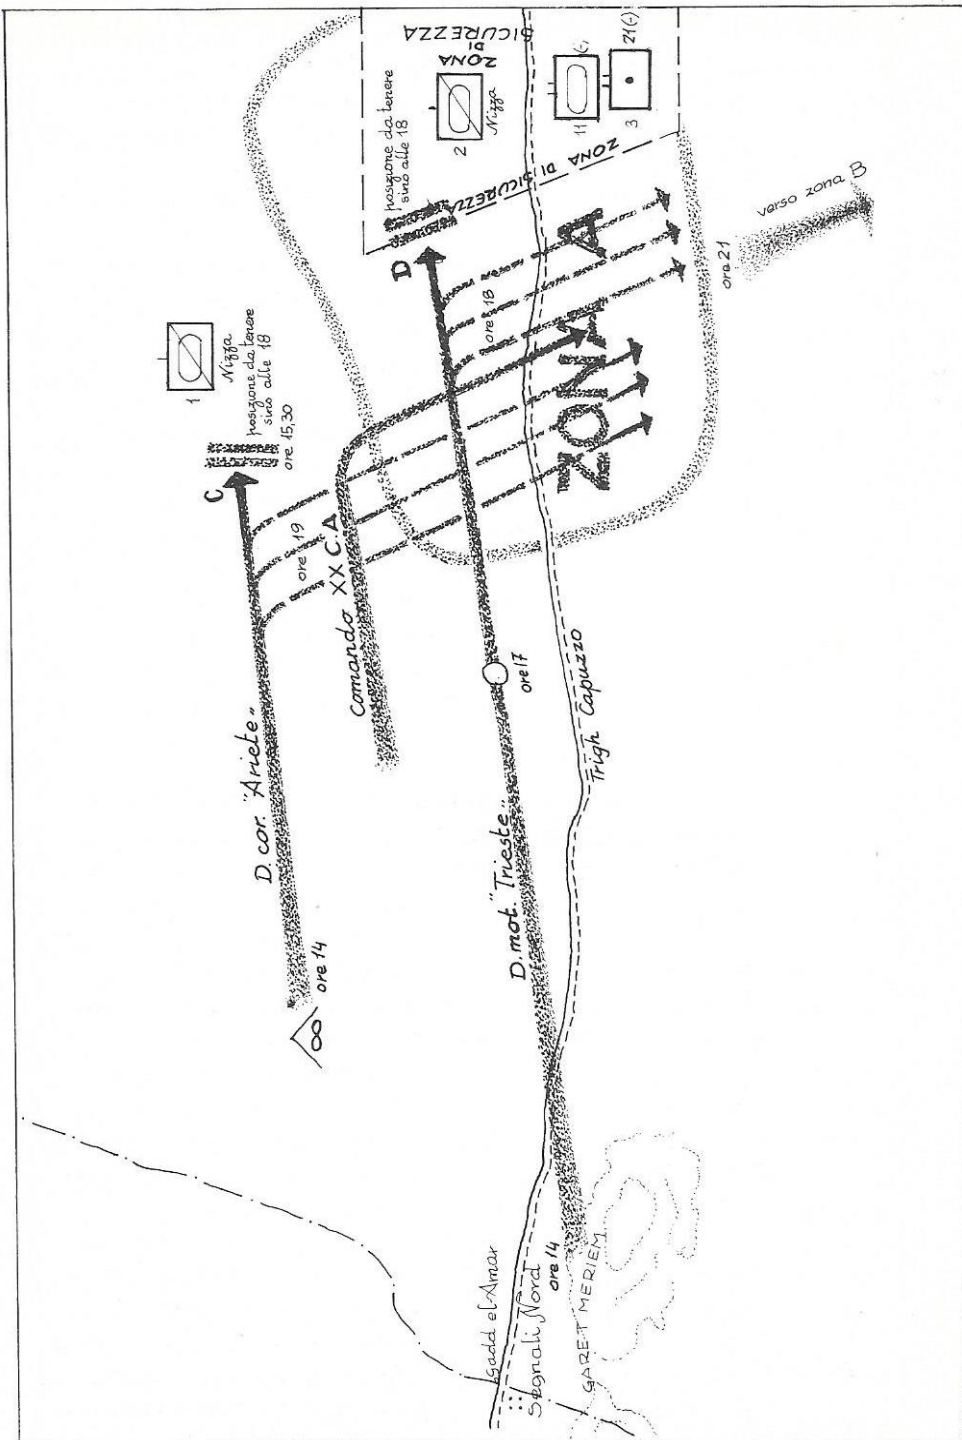 ZONA
DI
SICUREZZA
posizione da tenere
sino alle 18
2
Nizza
11
(-)
3
21(-)
ZONA DI SICUREZZA
1
Nizza
posizione da tenere
sino alle 18
ore 15,30
C
D
ore 18
ore 19
ZONA A
ore 21
verso zona B
Comando XX C.A
D. cor. "Ariete"
ore 14
8
D. mot. "Trieste"
ore 17
Trigh Capuzzo
Gadd el-Amar
Segnali Nord
ore 14
GARET MERIEM